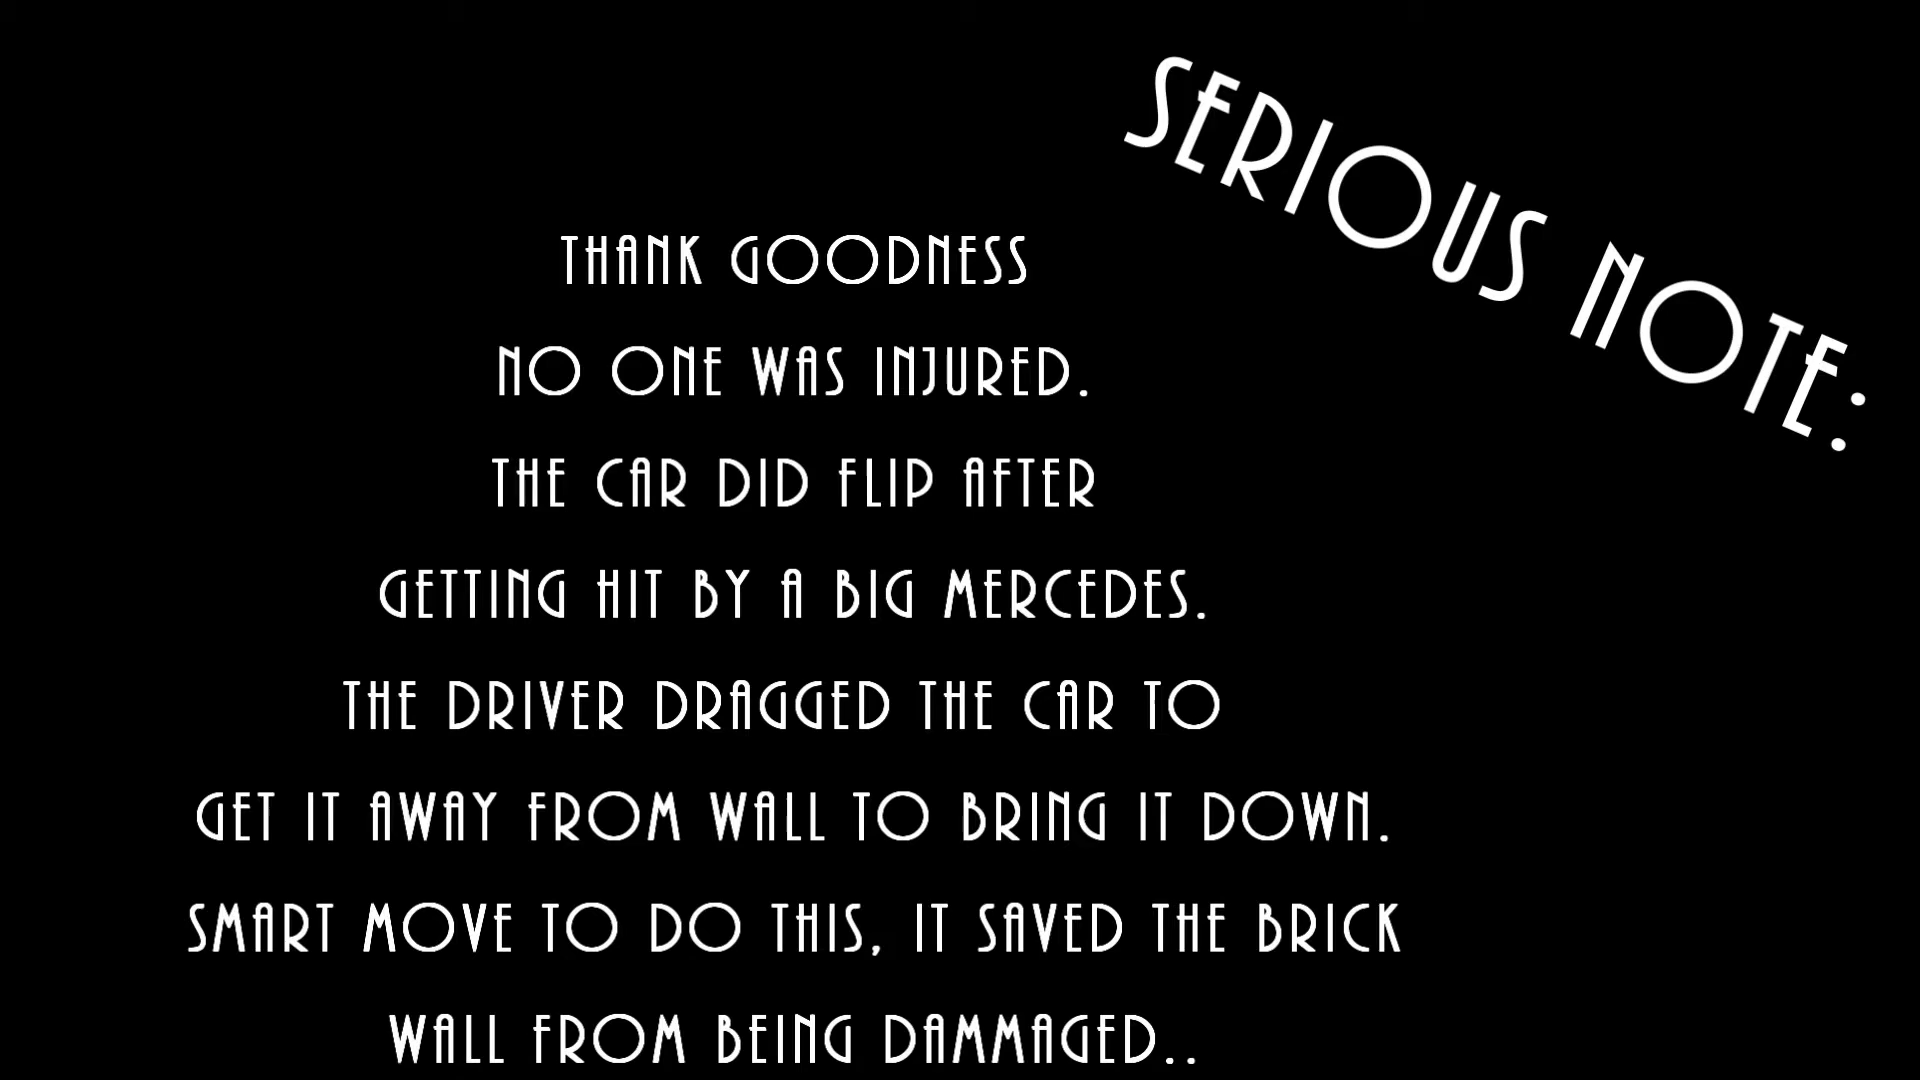 SERIOUS NOTE:
THANK GOODNESS
NO ONE WAS INJURED.
THE CAR DID FLIP AFTER
GETTING HIT BY A BIG MERCEDES.
THE DRIVER DRAGGED THE CAR TO
GET IT AWAY FROM WALL TO BRING IT DOWN.
SMART MOVE TO DO THIS, IT SAVED THE BRICK
WALL FROM BEING DAMMAGED..